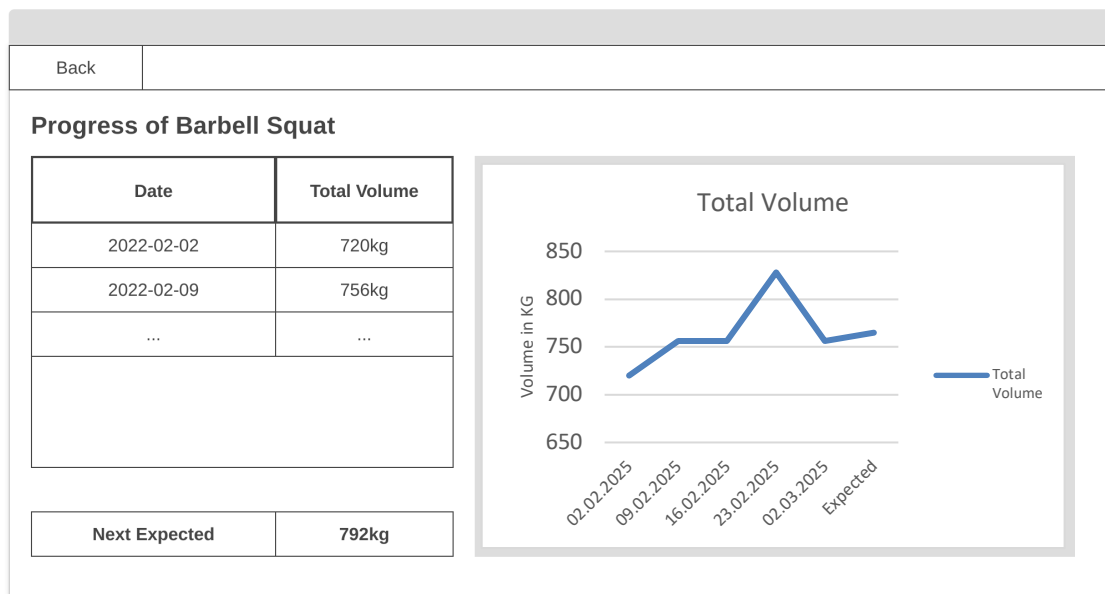 Back
Progress of Barbell Squat
Date Total Volume
2022-02-02 720kg
2022-02-09 756kg
... ...
Next Expected 792kg
Total Volume
850
800
750
700
650
Volume in KG
02.02.2025
09.02.2025
16.02.2025
23.02.2025
02.03.2025
Expected
Total
Volume